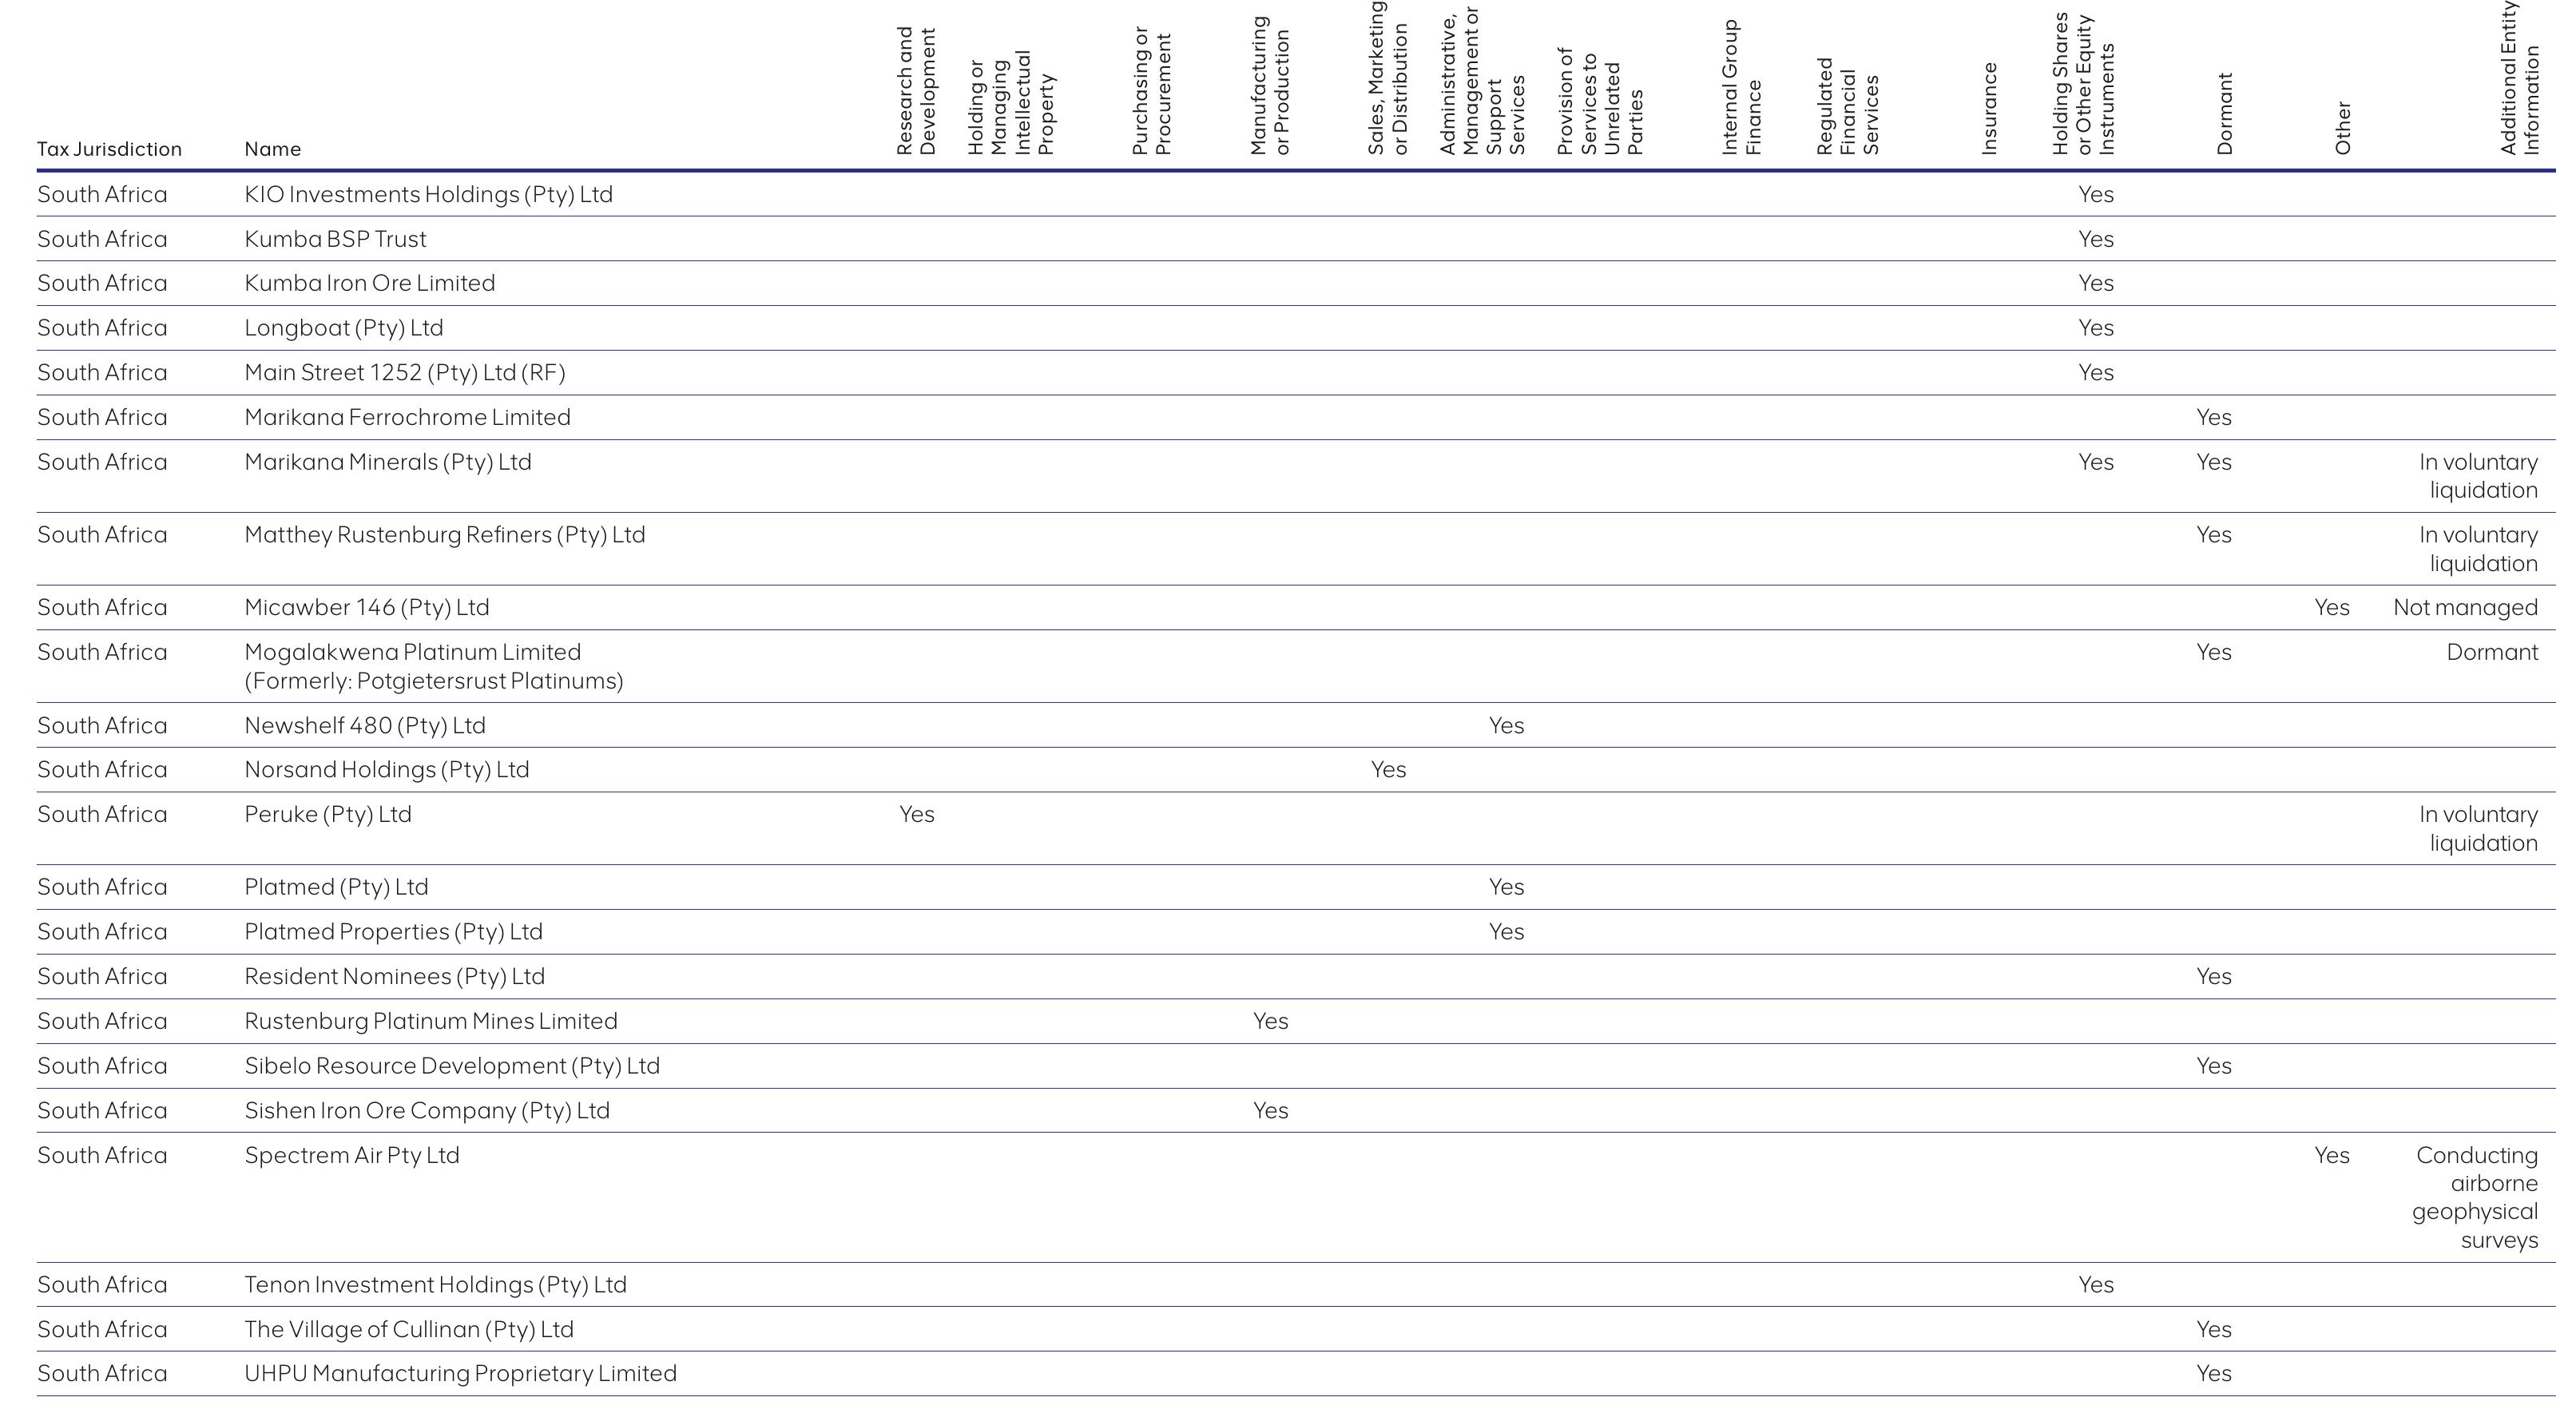 Tax Jurisdiction
Name
Research and
Development
Holding or
Managing
Intellectual
Property
Purchasing or
Procurement
Manufacturing
or Production
Sales, Marketing
or Distribution
Administrative,
Management or
Support
Services
Provision of
Services to
Unrelated
Parties
Internal Group
Finance
Regulated
Financial
Services
Insurance
Holding Shares
or Other Equity
Instruments
Dormant
Other
Additional Entity
Information
South Africa KIO Investments Holdings (Pty) Ltd Yes
South Africa Kumba BSP Trust Yes
South Africa Kumba Iron Ore Limited Yes
South Africa Longboat (Pty) Ltd Yes
South Africa Main Street 1252 (Pty) Ltd (RF) Yes
South Africa Marikana Ferrochrome Limited Yes
South Africa Marikana Minerals (Pty) Ltd Yes Yes In voluntary
liquidation
South Africa Matthey Rustenburg Refiners (Pty) Ltd Yes In voluntary
liquidation
South Africa Micawber 146 (Pty) Ltd Yes Not managed
South Africa Mogalakwena Platinum Limited Yes Dormant
(Formerly: Potgietersrust Platinums)
South Africa Newshelf 480 (Pty) Ltd Yes
South Africa Norsand Holdings (Pty) Ltd Yes
South Africa Peruke (Pty) Ltd Yes In voluntary
liquidation
South Africa Platmed (Pty) Ltd Yes
South Africa Platmed Properties (Pty) Ltd Yes
South Africa Resident Nominees (Pty) Ltd Yes
South Africa Rustenburg Platinum Mines Limited Yes
South Africa Sibelo Resource Development (Pty) Ltd Yes
South Africa Sishen Iron Ore Company (Pty) Ltd Yes
South Africa Spectrem Air Pty Ltd Yes Conducting
airborne
geophysical
surveys
South Africa Tenon Investment Holdings (Pty) Ltd Yes
South Africa The Village of Cullinan (Pty) Ltd Yes
South Africa UHPU Manufacturing Proprietary Limited Yes